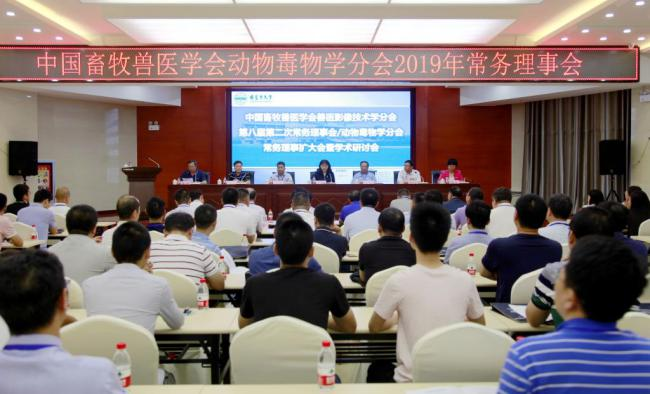 中国畜牧兽医学会动物毒物学分会2019年常务理事会
中国畜牧兽医学会兽医影像技术学分会
第八届第二次常务理事会/动物毒物学分会
常务理事扩大会暨学术研讨会